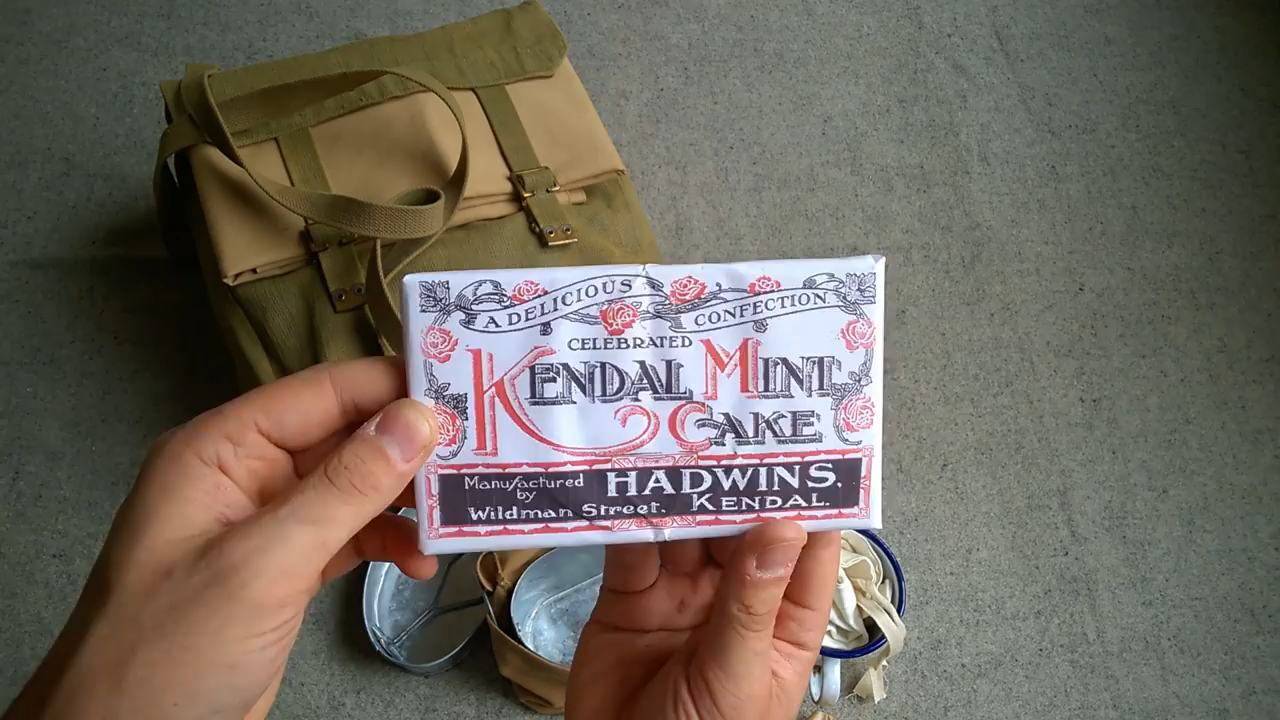 A DELICIOUS CONFECTION.
CELEBRATED
KENDAL MINT
CAKE
Manufactured by HADWINS.
Wildman Street. KENDAL.